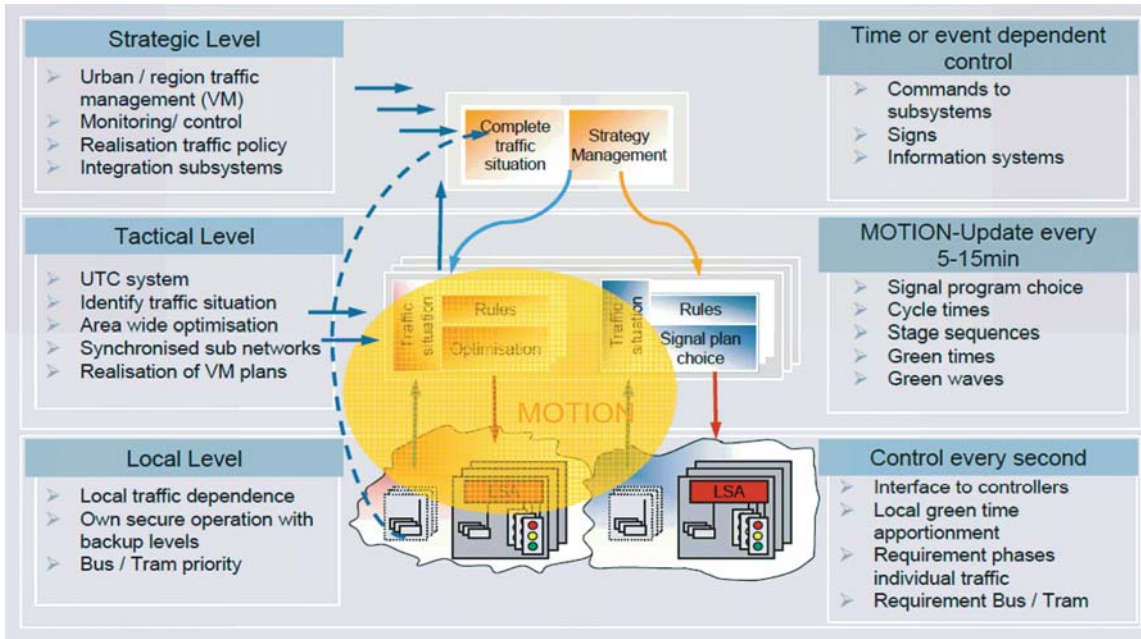 Strategic Level
Urban / region traffic
management (VM)
Monitoring/ control
Realisation traffic policy
Integration subsystems
Complete
traffic
situation
Strategy
Management
Time or event dependent
control
Commands to
subsystems
Signs
Information systems
Tactical Level
UTC system
Identify traffic situation
Area wide optimisation
Synchronised sub networks
Realisation of VM plans
Traffic
situation
Rules
Optimisation
Traffic
situation
Rules
Signal plan
choice
MOTION
MOTION-Update every
5-15min
Signal program choice
Cycle times
Stage sequences
Green times
Green waves
Local Level
Local traffic dependence
Own secure operation with
backup levels
Bus / Tram priority
LSA
LSA
Control every second
Interface to controllers
Local green time
apportionment
Requirement phases
individual traffic
Requirement Bus / Tram